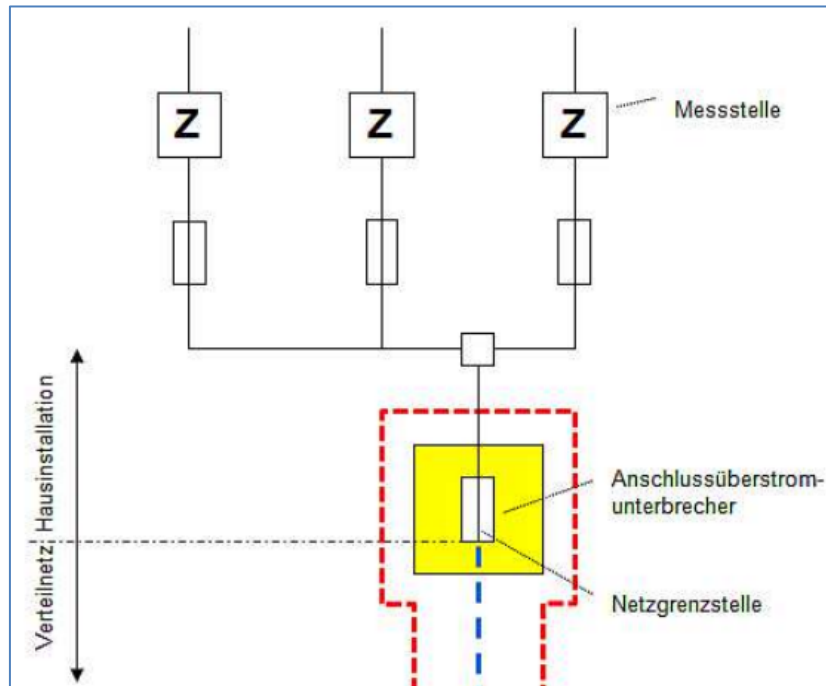 Z
Z
Z
Messstelle
Verteilnetz Hausinstallation
Anschlussüberstrom-
unterbrecher
Netzgrenzstelle